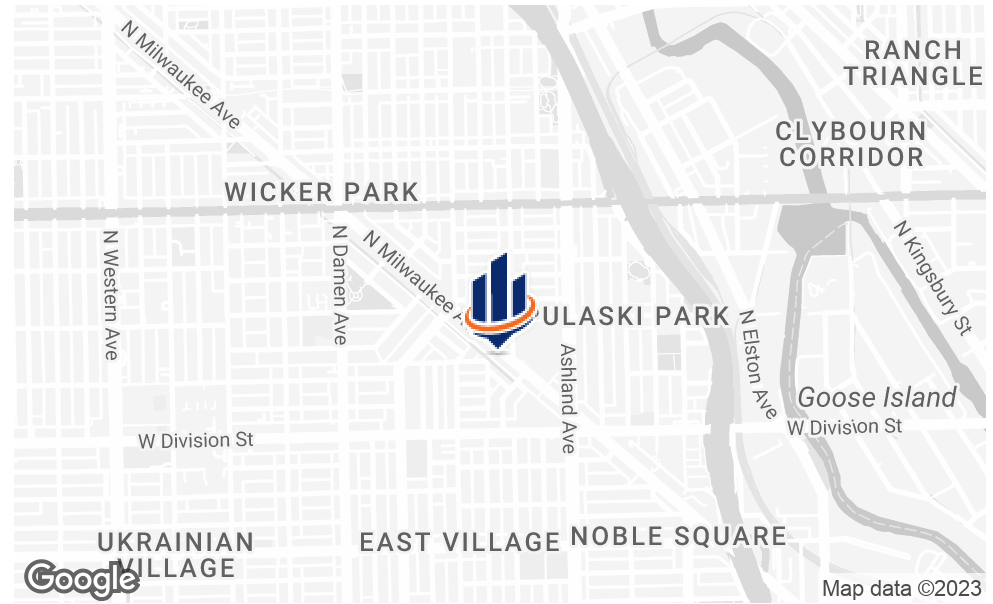 N Milwaukee Ave
RANCH
TRIANGLE
CLYBOURN
CORRIDOR
WICKER PARK
N Western Ave
N Damen Ave
N Milwaukee A
N Kingsbury St
ULASKI PARK
N Elston Ave
Ashland Ave
Goose Island
W Division St
W Division St
UKRAINIAN
VILLAGE
EAST VILLAGE
NOBLE SQUARE
Google
Map data ©2023